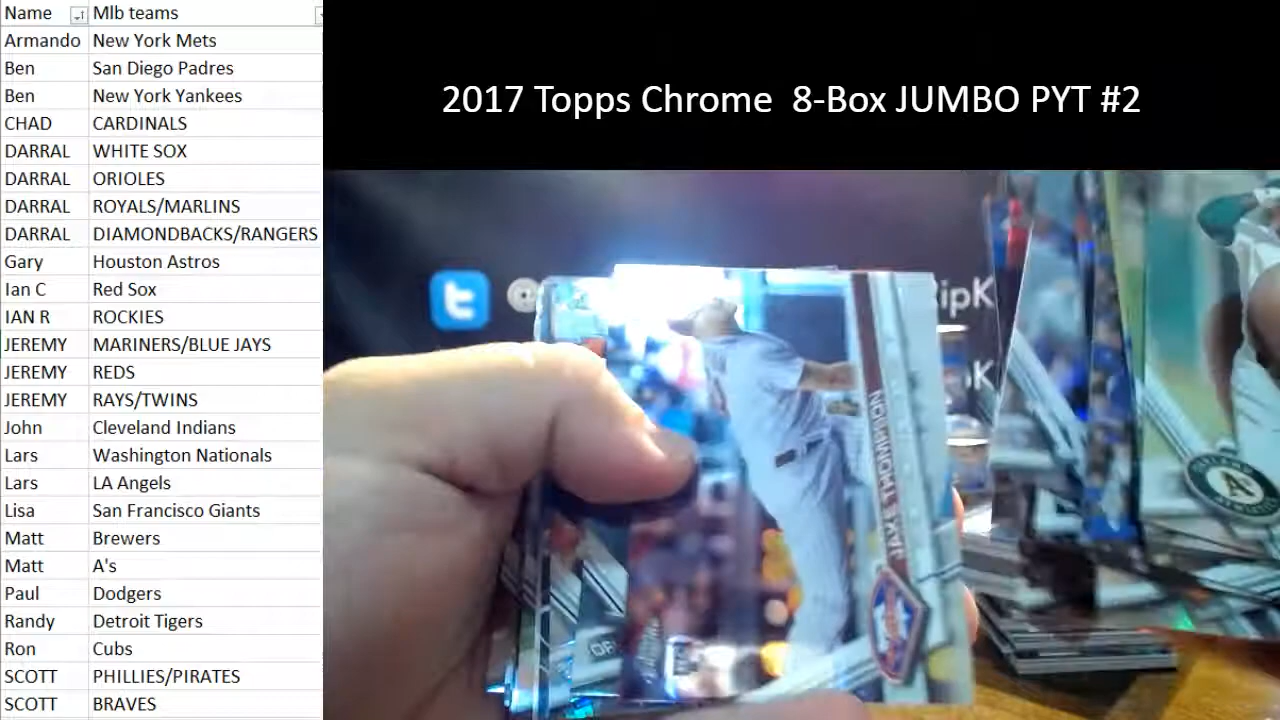 Name Mlb teams
Armando New York Mets
Ben San Diego Padres
Ben New York Yankees
CHAD CARDINALS
DARRAL WHITE SOX
DARRAL ORIOLES
DARRAL ROYALS/MARLINS
DARRAL DIAMONDBACKS/RANGERS
Gary Houston Astros
Ian C Red Sox
IAN R ROCKIES
JEREMY MARINERS/BLUE JAYS
JEREMY REDS
JEREMY RAYS/TWINS
John Cleveland Indians
Lars Washington Nationals
Lars LA Angels
Lisa San Francisco Giants
Matt Brewers
Matt A's
Paul Dodgers
Randy Detroit Tigers
Ron Cubs
SCOTT PHILLIES/PIRATES
SCOTT BRAVES
2017 Topps Chrome 8-Box JUMBO PYT #2
@
ipK
K
JAKE THOMPSON
A's